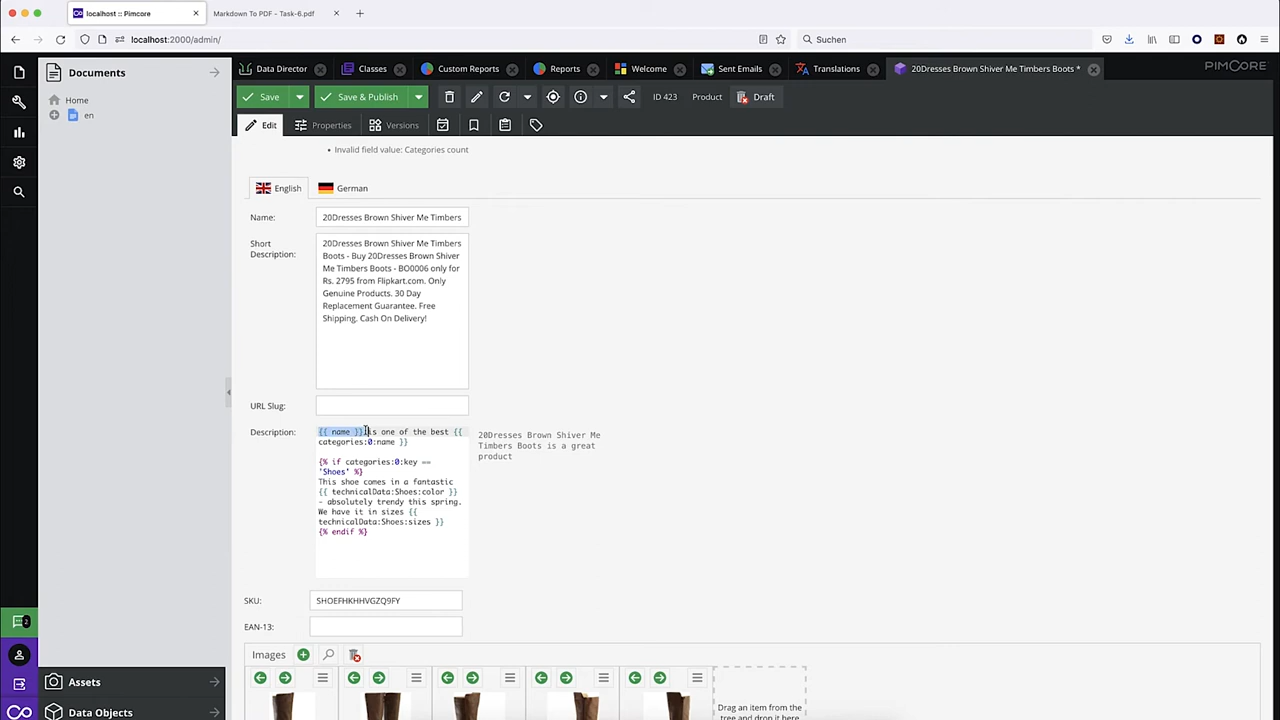 localhost :: Pimcore
Markdown To PDF - Task-6.pdf
localhost:2000/admin/
Suchen
Documents
Data Director
Classes
Custom Reports
Reports
Welcome
Sent Emails
Translations
20Dresses Brown Shiver Me Timbers Boots *
PIMCORE
Home
en
Save
Save & Publish
ID 423
Product
Draft
Edit
Properties
Versions
• Invalid field value: Categories count
English
German
Name:
20Dresses Brown Shiver Me Timbers
Short
Description:
20Dresses Brown Shiver Me Timbers
Boots - Buy 20Dresses Brown Shiver
Me Timbers Boots - BO0006 only for
Rs. 2795 from Flipkart.com. Only
Genuine Products. 30 Day
Replacement Guarantee. Free
Shipping. Cash On Delivery!
URL Slug:
Description:
{{ name }} is one of the best {{
categories:0:name }}
{% if categories:0:key ==
'Shoes' %}
This shoe comes in a fantastic
{{ technicalData:Shoes:color }}
- absolutely trendy this spring.
We have it in sizes {{
technicalData:Shoes:sizes }}
{% endif %}
20Dresses Brown Shiver Me
Timbers Boots is a great
product
SKU:
SHOEFHKHHVGZQ9FY
EAN-13:
Images
Drag an item from the
tree and drop it here
2
Assets
Data Objects